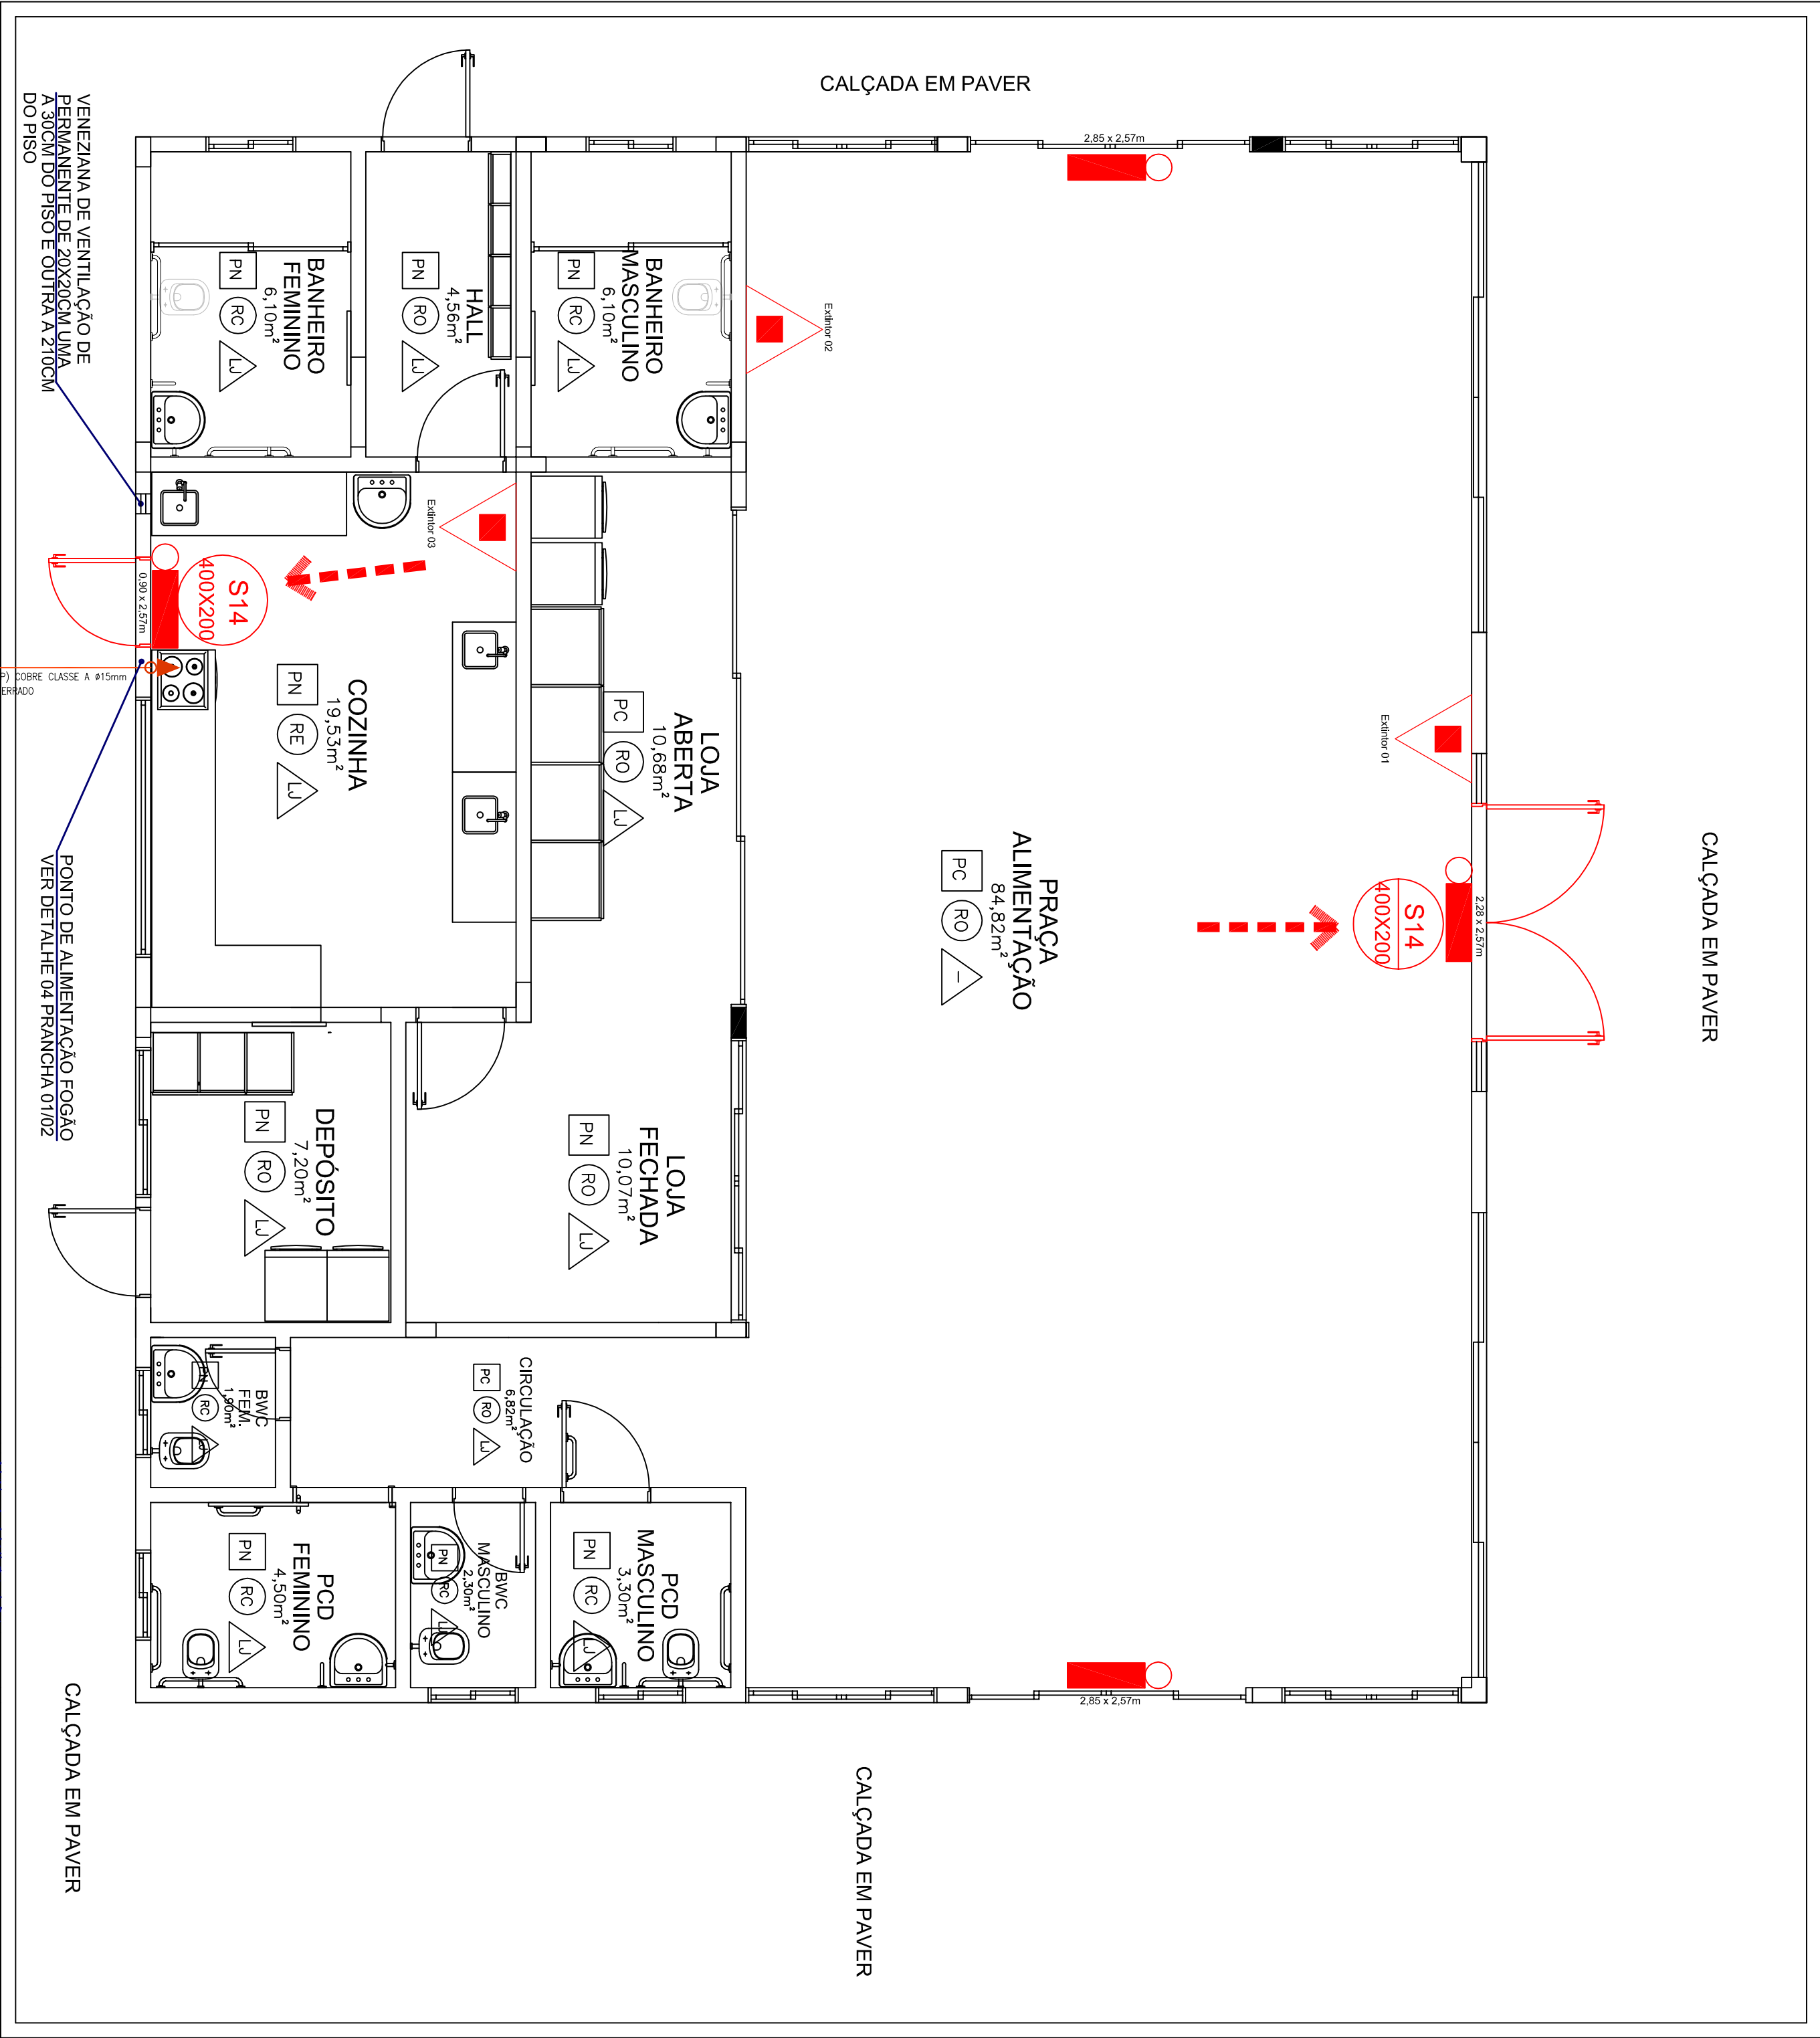 CALÇADA EM PAVER
CALÇADA EM PAVER
CALÇADA EM PAVER
CALÇADA EM PAVER
VENEZIANA DE VENTILAÇÃO DE
PERMANENTE DE 20X20CM UMA
A 30CM DO PISO E OUTRA A 210CM
DO PISO
BANHEIRO
FEMININO
6,10m²
PN
RC
LJ
HALL
4,56m²
PN
RO
LJ
BANHEIRO
MASCULINO
6,10m²
PN
RC
LJ
Extintor 02
2,85 x 2,57m
Extintor 03
S14
400X200
0,90 x 2,57m
P) COBRE CLASSE A ø15mm
ERRADO
COZINHA
19,53m²
PN
RE
LJ
LOJA
ABERTA
10,68m²
PC
RO
LJ
PRAÇA
ALIMENTAÇÃO
84,82m²
PC
RO
–
Extintor 01
S14
400X200
2,28 x 2,57m
PONTO DE ALIMENTAÇÃO FOGÃO
VER DETALHE 04 PRANCHA 01/02
DEPÓSITO
7,20m²
PN
RO
LJ
LOJA
FECHADA
10,07m²
PN
RO
LJ
BWC
FEM.
1,90m²
PN
RC
LJ
CIRCULAÇÃO
6,82m²
PC
RO
LJ
PCD
FEMININO
4,50m²
PN
RC
LJ
BWC
MASCULINO
2,30m²
PN
RC
LJ
PCD
MASCULINO
3,30m²
PN
RC
LJ
2,85 x 2,57m